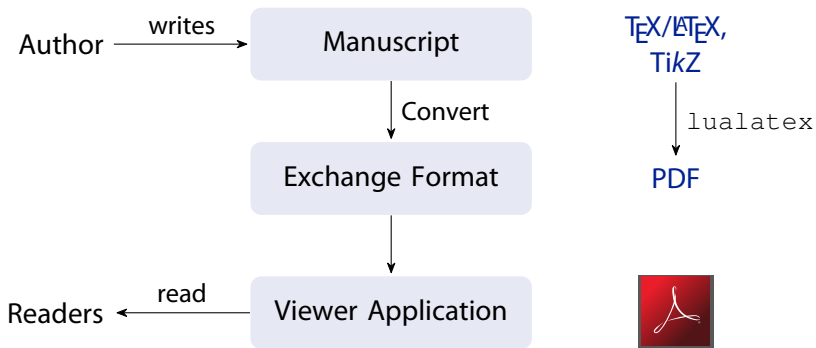 Author
writes
Manuscript
TEX/LATEX,
TikZ
Convert
lualatex
Exchange Format
PDF
Readers
read
Viewer Application